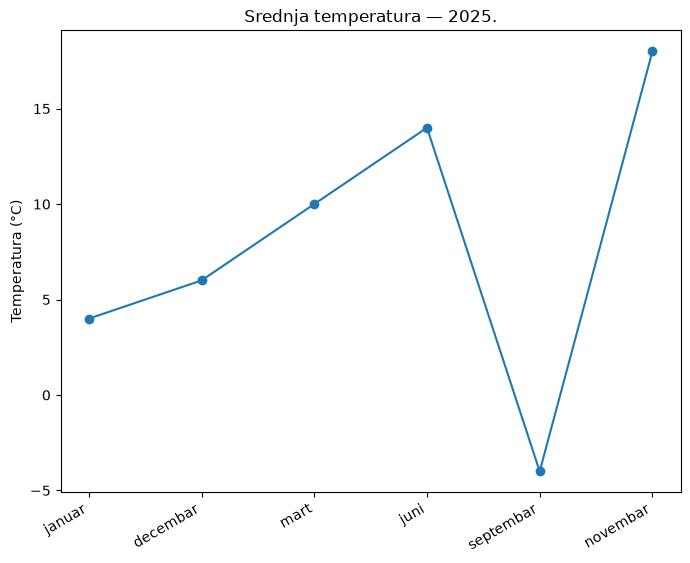 Srednja temperatura — 2025.
Temperatura (°C)
15
10
5
0
−5
januar
decembar
mart
juni
septembar
novembar